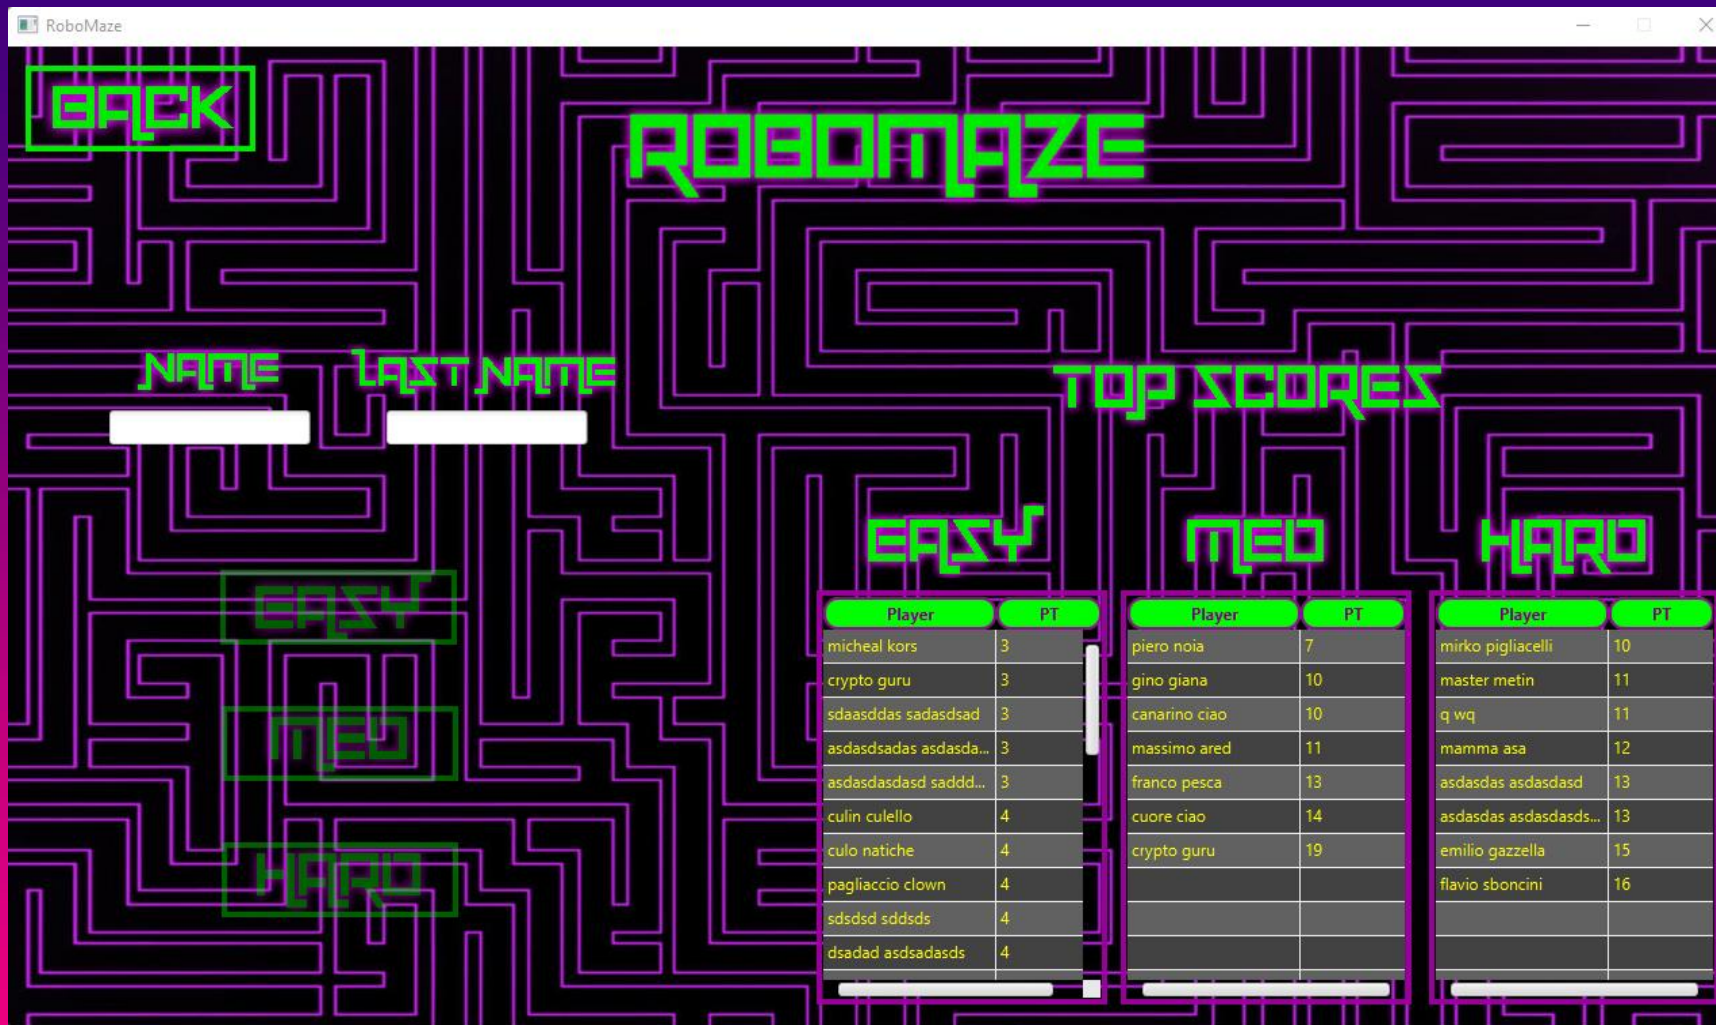 RoboMaze
BACK
ROBOMAZE
NAME LAST NAME
TOP SCORES
EASY
MED
HARD
EASY MED HARD
Player PT
micheal kors 3
crypto guru 3
sdaasddas sadasdsad 3
asdasdsadas asdasda... 3
asdasdasdasd saddd... 3
culin culello 4
culo natiche 4
pagliaccio clown 4
sdsdsd sddsds 4
dsadad asdsadasds 4
Player PT
piero noia 7
gino giana 10
canarino ciao 10
massimo ared 11
franco pesca 13
cuore ciao 14
crypto guru 19
Player PT
mirko pigliacelli 10
master metin 11
q wq 11
mamma asa 12
asdasdas asdasdasd 13
asdasdas asdasdasds... 13
emilio gazzella 15
flavio sboncini 16